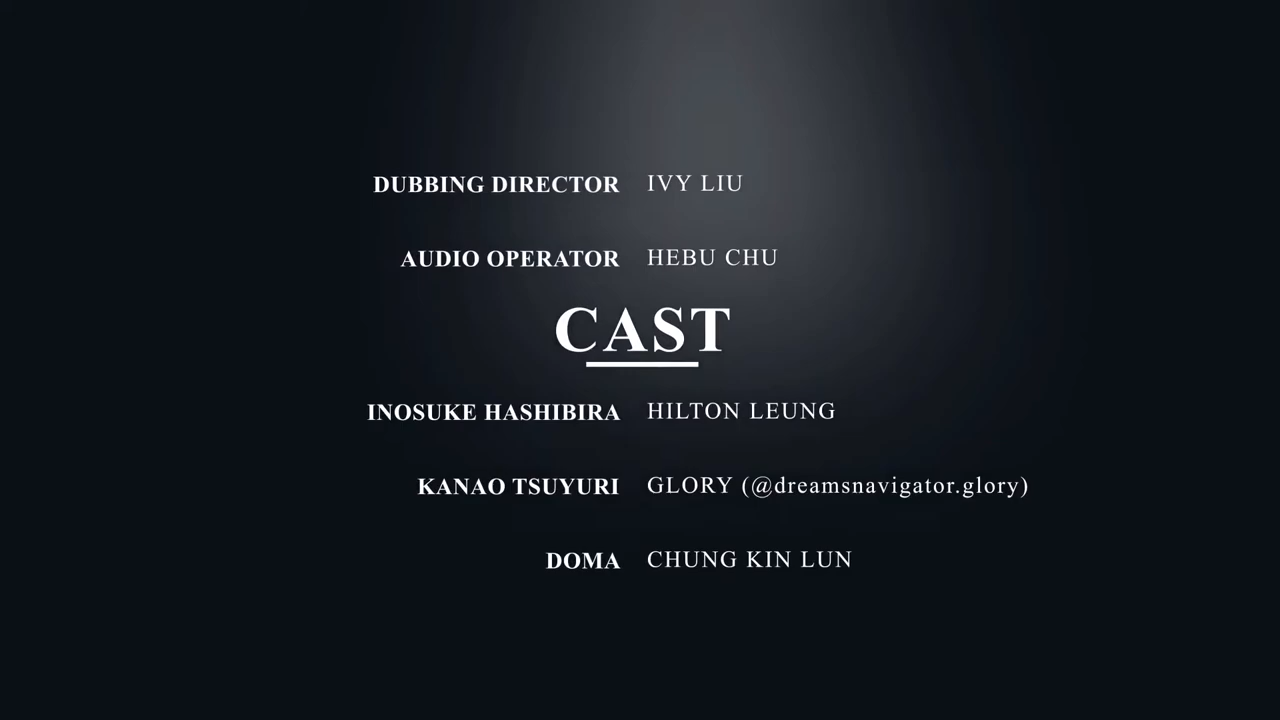 DUBBING DIRECTOR IVY LIU
AUDIO OPERATOR HEBU CHU
CAST
INOSUKE HASHIBIRA HILTON LEUNG
KANAO TSUYURI GLORY (@dreamsnavigator.glory)
DOMA CHUNG KIN LUN